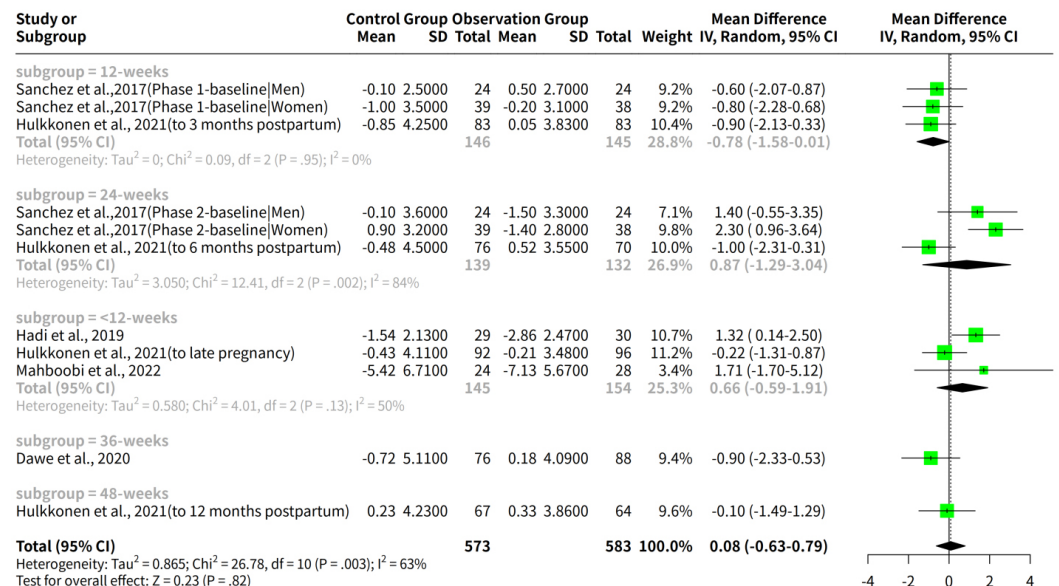 Study or Control Group Observation Group Mean Difference Mean Difference
Subgroup Mean SD Total Mean SD Total Weight IV, Random, 95% CI IV, Random, 95% CI
subgroup = 12-weeks
Sanchez et al.,2017(Phase 1-baseline|Men) -0.10 2.5000 24 0.50 2.7000 24 9.2% -0.60 (-2.07-0.87)
Sanchez et al.,2017(Phase 1-baseline|Women) -1.00 3.5000 39 -0.20 3.1000 38 9.2% -0.80 (-2.28-0.68)
Hulkkonen et al., 2021(to 3 months postpartum) -0.85 4.2500 83 0.05 3.8300 83 10.4% -0.90 (-2.13-0.33)
Total (95% CI) 146 145 28.8% -0.78 (-1.58-0.01)
Heterogeneity: Tau² = 0; Chi² = 0.09, df = 2 (P = .95); I² = 0%
subgroup = 24-weeks
Sanchez et al.,2017(Phase 2-baseline|Men) -0.10 3.6000 24 -1.50 3.3000 24 7.1% 1.40 (-0.55-3.35)
Sanchez et al.,2017(Phase 2-baseline|Women) 0.90 3.2000 39 -1.40 2.8000 38 9.8% 2.30 ( 0.96-3.64)
Hulkkonen et al., 2021(to 6 months postpartum) -0.48 4.5000 76 0.52 3.5500 70 10.0% -1.00 (-2.31-0.31)
Total (95% CI) 139 132 26.9% 0.87 (-1.29-3.04)
Heterogeneity: Tau² = 3.050; Chi² = 12.41, df = 2 (P = .002); I² = 84%
subgroup = <12-weeks
Hadi et al., 2019 -1.54 2.1300 29 -2.86 2.4700 30 10.7% 1.32 ( 0.14-2.50)
Hulkkonen et al., 2021(to late pregnancy) -0.43 4.1100 92 -0.21 3.4800 96 11.2% -0.22 (-1.31-0.87)
Mahboobi et al., 2022 -5.42 6.7100 24 -7.13 5.6700 28 3.4% 1.71 (-1.70-5.12)
Total (95% CI) 145 154 25.3% 0.66 (-0.59-1.91)
Heterogeneity: Tau² = 0.580; Chi² = 4.01, df = 2 (P = .13); I² = 50%
subgroup = 36-weeks
Dawe et al., 2020 -0.72 5.1100 76 0.18 4.0900 88 9.4% -0.90 (-2.33-0.53)
subgroup = 48-weeks
Hulkkonen et al., 2021(to 12 months postpartum) 0.23 4.2300 67 0.33 3.8600 64 9.6% -0.10 (-1.49-1.29)
Total (95% CI) 573 583 100.0% 0.08 (-0.63-0.79)
Heterogeneity: Tau² = 0.865; Chi² = 26.78, df = 10 (P = .003); I² = 63%
Test for overall effect: Z = 0.23 (P = .82)
-4 -2 0 2 4